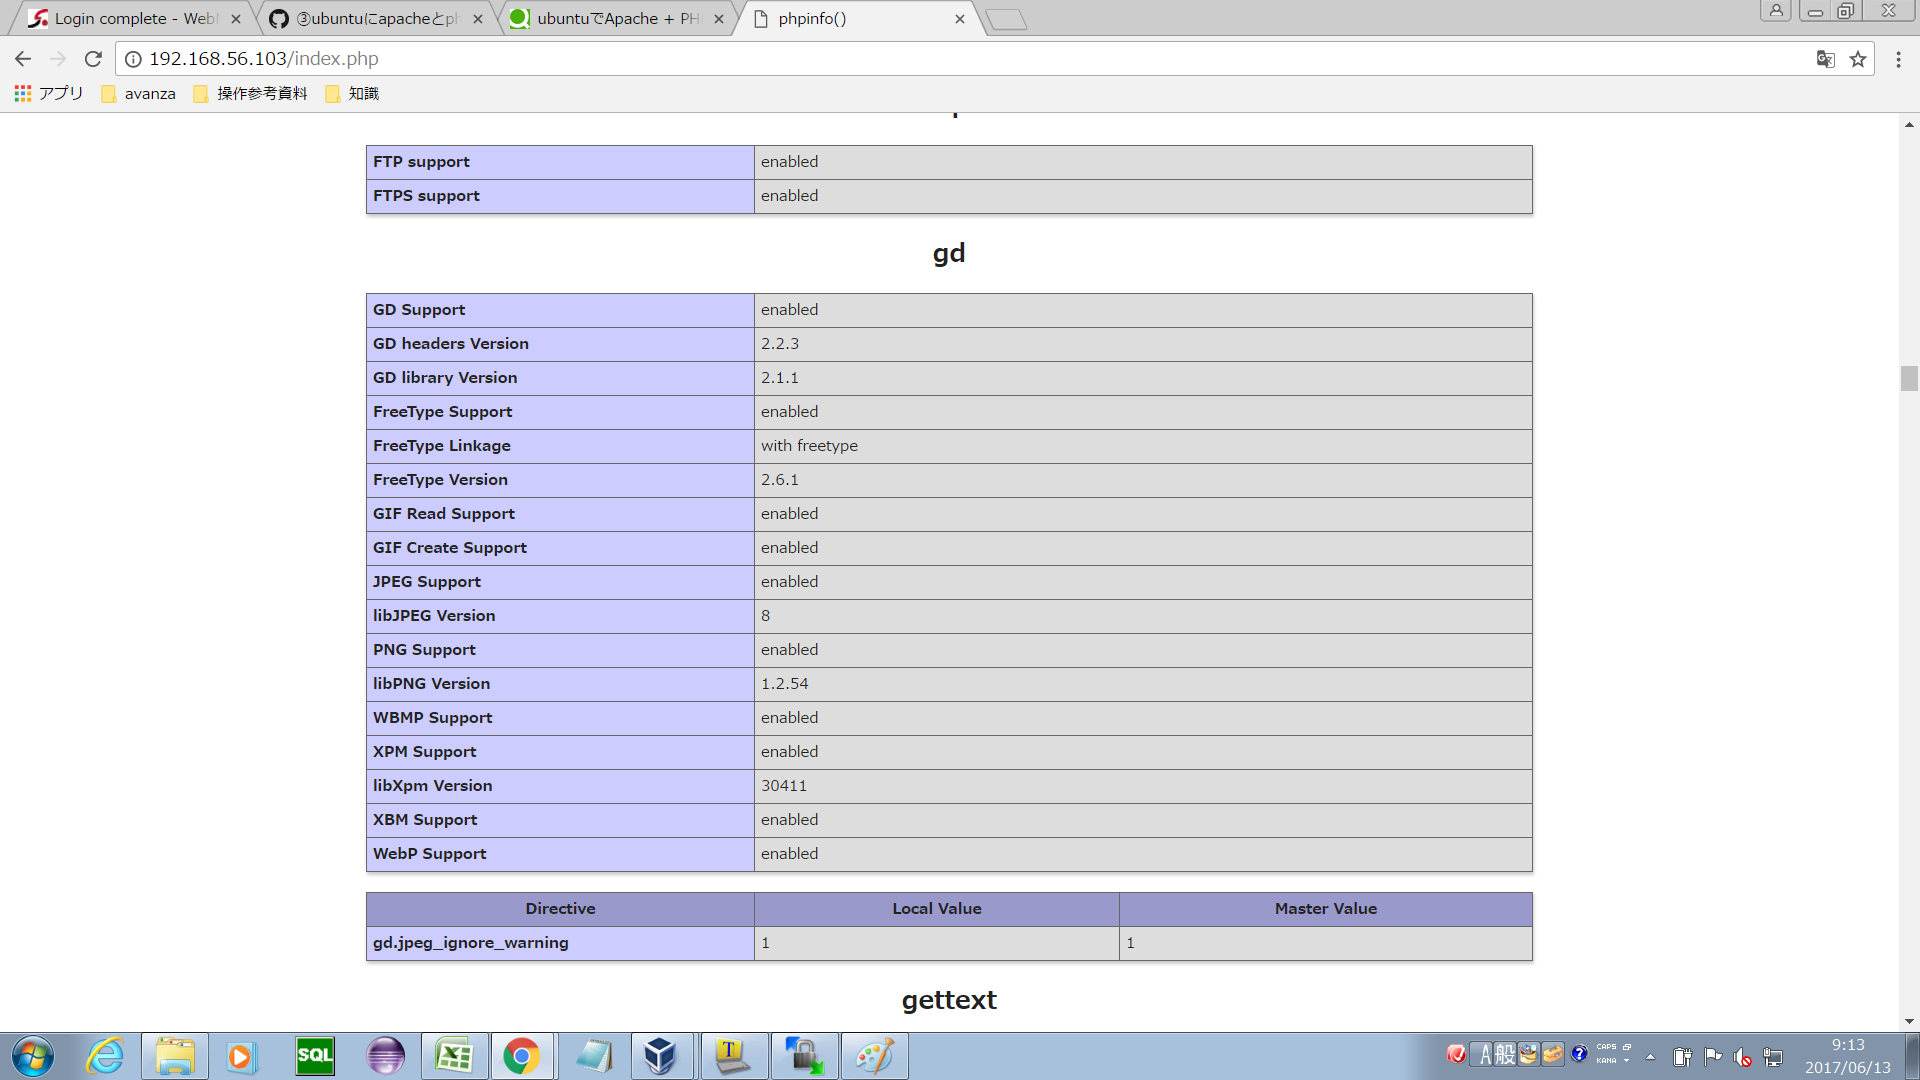 Login complete - Web
③ubuntuにapacheとph
ubuntuでApache + PH
phpinfo()
192.168.56.103/index.php
アプリ avanza 操作参考資料 知識
FTP support enabled
FTPS support enabled
gd
GD Support enabled
GD headers Version 2.2.3
GD library Version 2.1.1
FreeType Support enabled
FreeType Linkage with freetype
FreeType Version 2.6.1
GIF Read Support enabled
GIF Create Support enabled
JPEG Support enabled
libJPEG Version 8
PNG Support enabled
libPNG Version 1.2.54
WBMP Support enabled
XPM Support enabled
libXpm Version 30411
XBM Support enabled
WebP Support enabled
Directive Local Value Master Value
gd.jpeg_ignore_warning 1 1
gettext
SQL
A 般
CAPS
KANA
9:13
2017/06/13